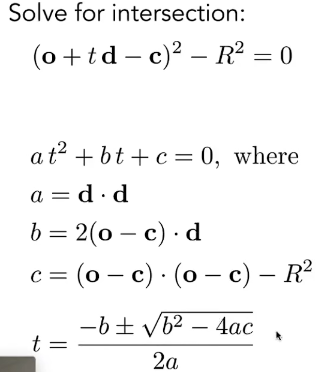 Solve for intersection:
(o + t d − c)² − R² = 0
a t² + b t + c = 0, where
a = d · d
b = 2(o − c) · d
c = (o − c) · (o − c) − R²
t = (−b ± √(b² − 4ac)) / 2a